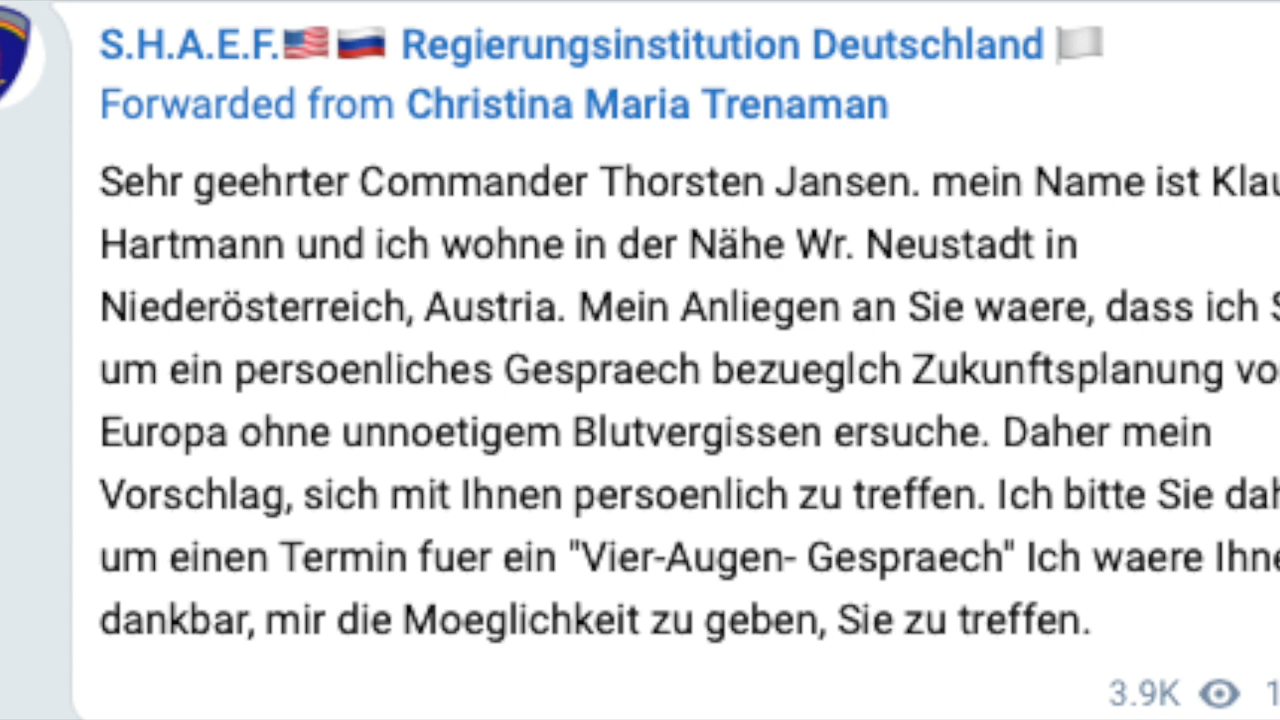 S.H.A.E.F.🇺🇸🇷🇺 Regierungsinstitution Deutschland 🏳️
Forwarded from Christina Maria Trenaman
Sehr geehrter Commander Thorsten Jansen. mein Name ist
Hartmann und ich wohne in der Nähe Wr. Neustadt in
Niederösterreich, Austria. Mein Anliegen an Sie waere, dass ich
um ein persoenliches Gespraech bezueglch Zukunftsplanung
Europa ohne unnoetigem Blutvergissen ersuche. Daher mein
Vorschlag, sich mit Ihnen persoenlich zu treffen. Ich bitte Sie
um einen Termin fuer ein "Vier-Augen- Gespraech" Ich waere
dankbar, mir die Moeglichkeit zu geben, Sie zu treffen.
3.9K